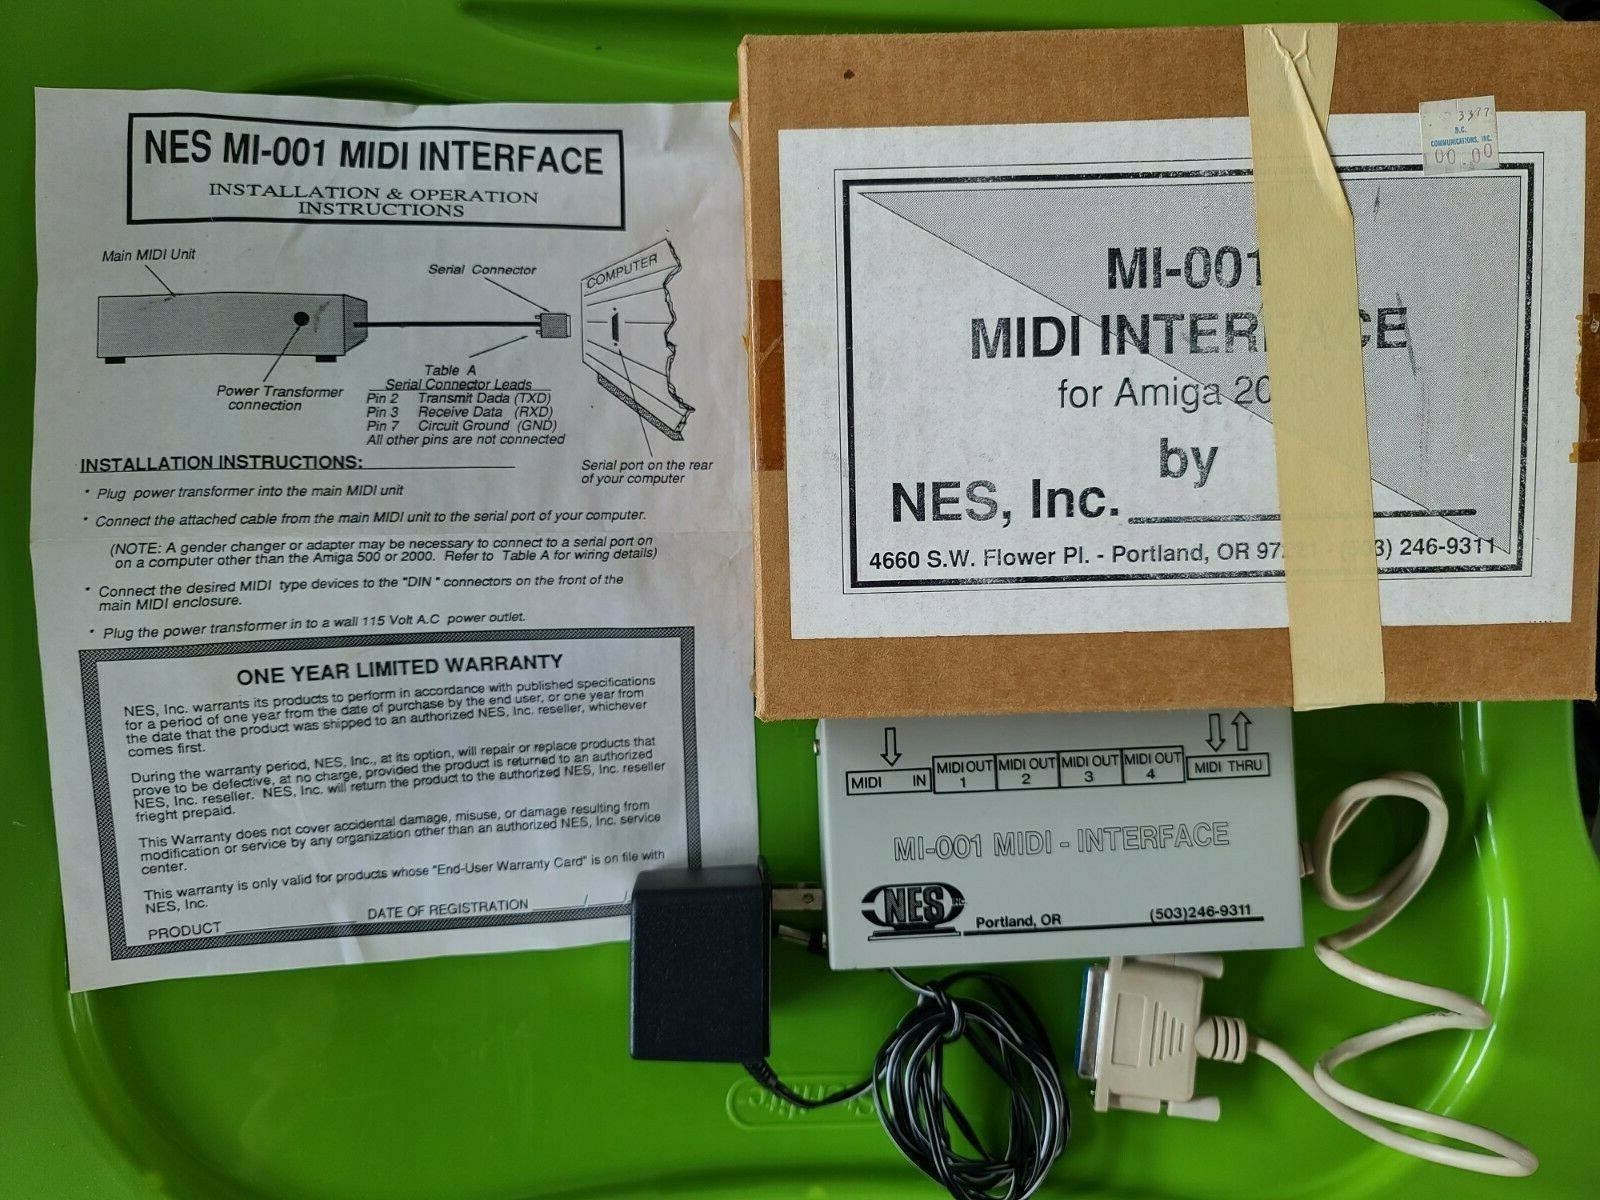 NES MI-001 MIDI INTERFACE
INSTALLATION & OPERATION
INSTRUCTIONS
Main MIDI Unit
Serial Connector
COMPUTER
Power Transformer
connection
Table A
Serial Connector Leads
Pin 2 Transmit Dada (TXD)
Pin 3 Receive Data (RXD)
Pin 7 Circuit Ground (GND)
All other pins are not connected
Serial port on the rear
of your computer
INSTALLATION INSTRUCTIONS:
* Plug power transformer into the main MIDI unit
* Connect the attached cable from the main MIDI unit to the serial port of your computer.
(NOTE: A gender changer or adapter may be necessary to connect to a serial port on
on a computer other than the Amiga 500 or 2000. Refer to Table A for wiring details)
* Connect the desired MIDI type devices to the "DIN " connectors on the front of the
main MIDI enclosure.
* Plug the power transformer in to a wall 115 Volt A.C power outlet.
ONE YEAR LIMITED WARRANTY
NES, Inc. warrants its products to perform in accordance with published specifications
for a period of one year from the date of purchase by the end user, or one year from
the date that the product was shipped to an authorized NES, Inc. reseller, whichever
comes first.
During the warranty period, NES, Inc., at its option, will repair or replace products that
prove to be defective, at no charge, provided the product is returned to an authorized
NES, Inc. reseller. NES, Inc. will return the product to the authorized NES, Inc. reseller
frieght prepaid.
This Warranty does not cover accidental damage, misuse, or damage resulting from
modification or service by any organization other than an authorized NES, Inc. service
center.
This warranty is only valid for products whose "End-User Warranty Card" is on file with
NES, Inc.
PRODUCT DATE OF REGISTRATION / /
3377
B.C.
COMMUNICATIONS, INC.
00.00
MI-001
MIDI INTERFACE
for Amiga 2000
by
NES, Inc.
4660 S.W. Flower Pl. - Portland, OR 97221 (503) 246-9311
MIDI IN
MIDI OUT 1
MIDI OUT 2
MIDI OUT 3
MIDI OUT 4
MIDI THRU
MI-001 MIDI - INTERFACE
NES INC.
Portland, OR (503)246-9311
Sterilite